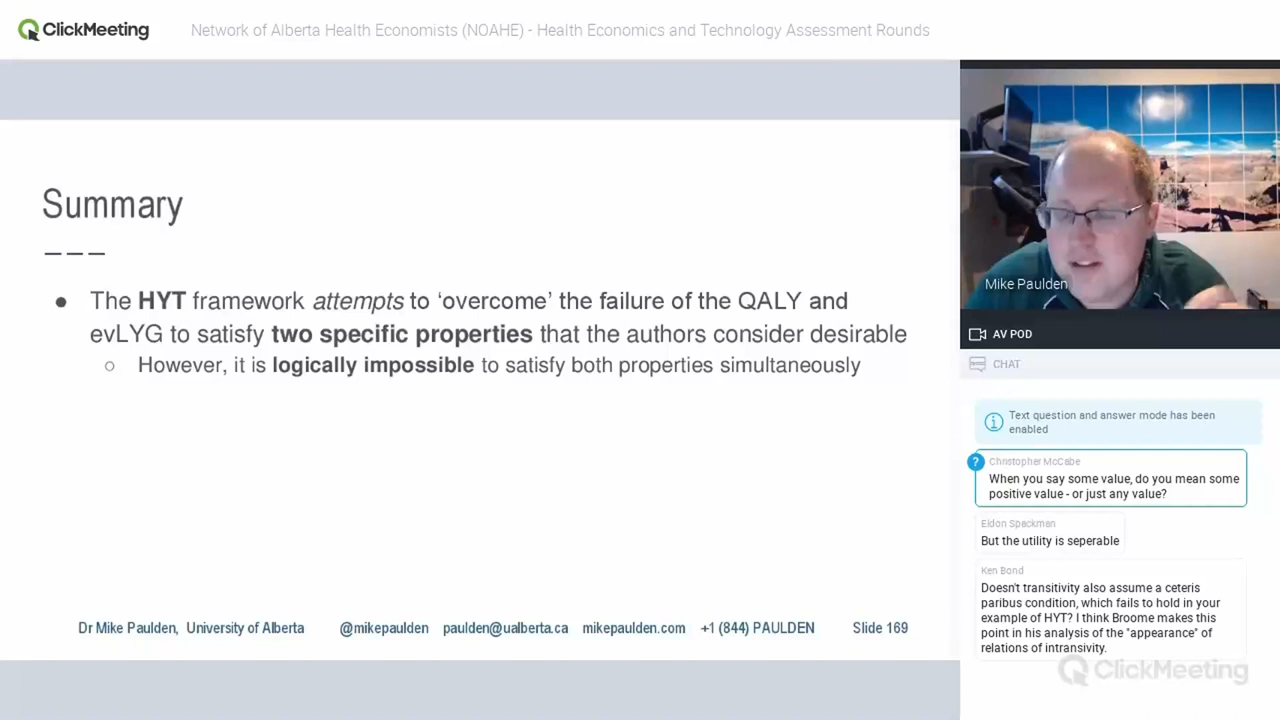 ClickMeeting
Network of Alberta Health Economists (NOAHE) - Health Economics and Technology Assessment Rounds
Summary
The HYT framework attempts to ‘overcome’ the failure of the QALY and
evLYG to satisfy two specific properties that the authors consider desirable
However, it is logically impossible to satisfy both properties simultaneously
Dr Mike Paulden, University of Alberta @mikepaulden paulden@ualberta.ca mikepaulden.com +1 (844) PAULDEN Slide 169
Mike Paulden
AV POD
CHAT
Text question and answer mode has been
enabled
?
Christopher McCabe
When you say some value, do you mean some
positive value - or just any value?
Eldon Spackman
But the utility is seperable
Ken Bond
Doesn't transitivity also assume a ceteris
paribus condition, which fails to hold in your
example of HYT? I think Broome makes this
point in his analysis of the "appearance" of
relations of intransivity.
ClickMeeting